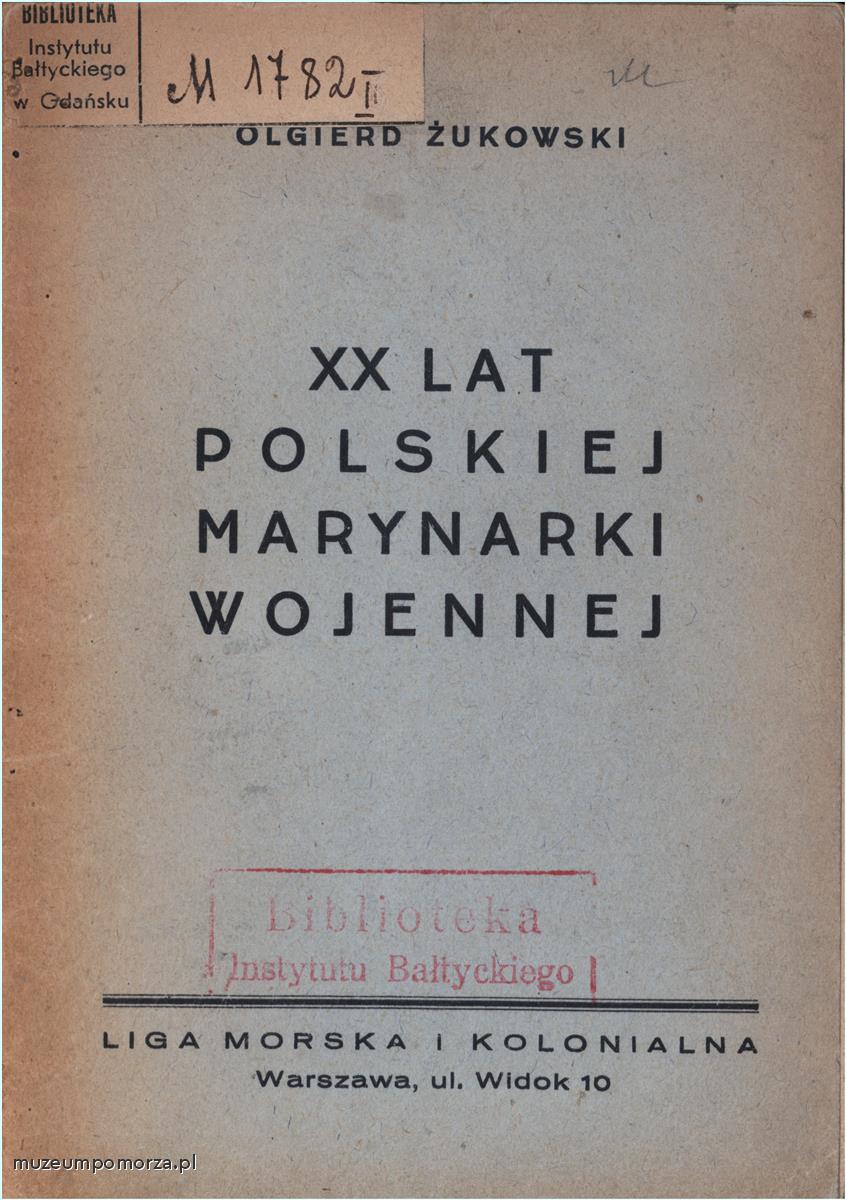 BIBLIOTEKA
Instytutu
Bałtyckiego
w Gdańsku
M 1782 II
OLGIERD ŻUKOWSKI
XX LAT
POLSKIEJ
MARYNARKI
WOJENNEJ
Biblioteka
Instytutu Bałtyckiego
LIGA MORSKA I KOLONIALNA
Warszawa, ul. Widok 10
muzeumpomorza.pl